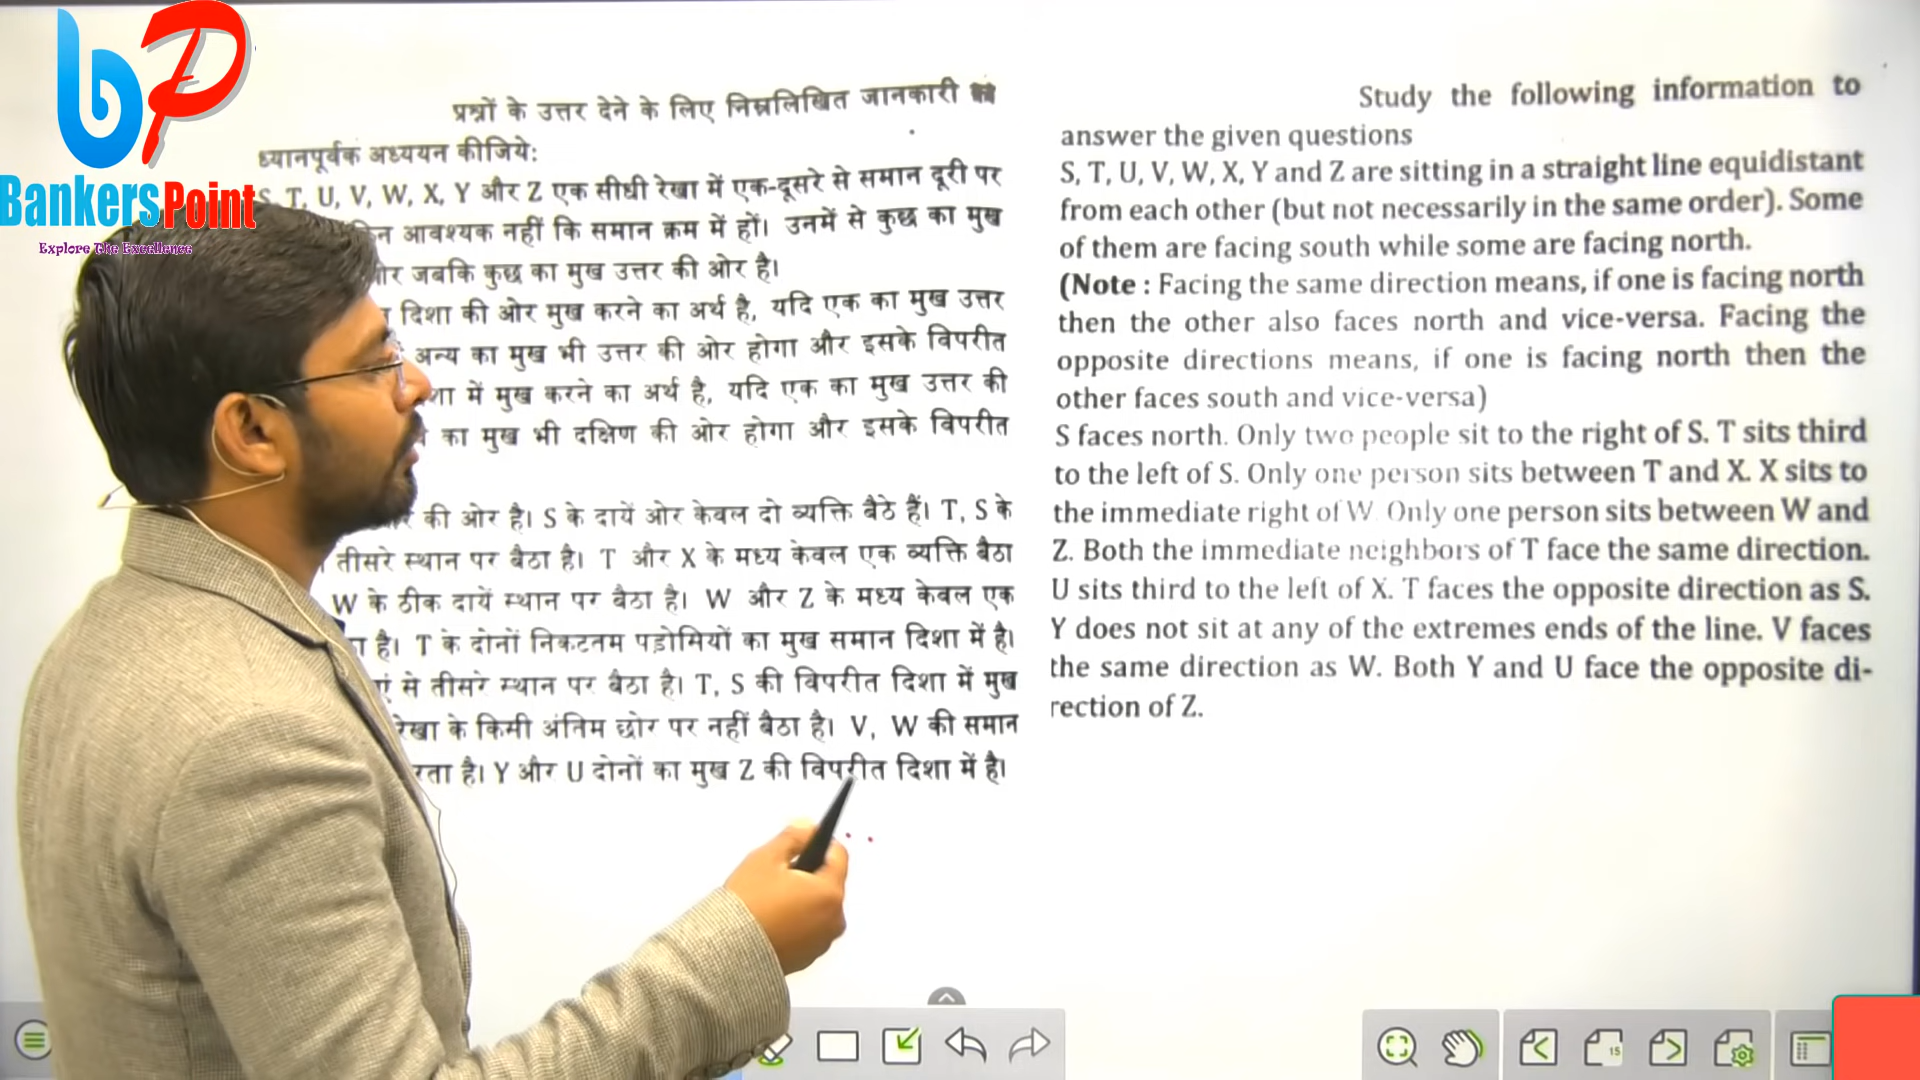 bP
BankersPoint
Explore The Excellence
प्रश्नों के उत्तर देने के लिए निम्नलिखित जानकारी को
ध्यानपूर्वक अध्ययन कीजिये:
S, T, U, V, W, X, Y और Z एक सीधी रेखा में एक-दूसरे से समान दूरी पर
आवश्यक नहीं कि समान क्रम में हों। उनमें से कुछ का मुख
जबकि कुछ का मुख उत्तर की ओर है।
दिशा की ओर मुख करने का अर्थ है, यदि एक का मुख उत्तर
अन्य का मुख भी उत्तर की ओर होगा और इसके विपरीत
में मुख करने का अर्थ है, यदि एक का मुख उत्तर की
का मुख भी दक्षिण की ओर होगा और इसके विपरीत
की ओर है। S के दायें ओर केवल दो व्यक्ति बैठे हैं। T, S के
तीसरे स्थान पर बैठा है। T और X के मध्य केवल एक व्यक्ति बैठा
W के ठीक दायें स्थान पर बैठा है। W और Z के मध्य केवल एक
है। T के दोनों निकटतम पड़ोमियों का मुख समान दिशा में है।
से तीसरे स्थान पर बैठा है। T, S की विपरीत दिशा में मुख
रेखा के किमी अंतिम छोर पर नहीं बैठा है। V, W की समान
है। Y और U दोनों का मुख Z की विपरीत दिशा में है।
Study the following information to
answer the given questions
S, T, U, V, W, X, Y and Z are sitting in a straight line equidistant
from each other (but not necessarily in the same order). Some
of them are facing south while some are facing north.
(Note : Facing the same direction means, if one is facing north
then the other also faces north and vice-versa. Facing the
opposite directions means, if one is facing north then the
other faces south and vice-versa)
S faces north. Only two people sit to the right of S. T sits third
to the left of S. Only one person sits between T and X. X sits to
the immediate right of W. Only one person sits between W and
Z. Both the immediate neighbors of T face the same direction.
U sits third to the left of X. T faces the opposite direction as S.
Y does not sit at any of the extremes ends of the line. V faces
the same direction as W. Both Y and U face the opposite di-
rection of Z.
15